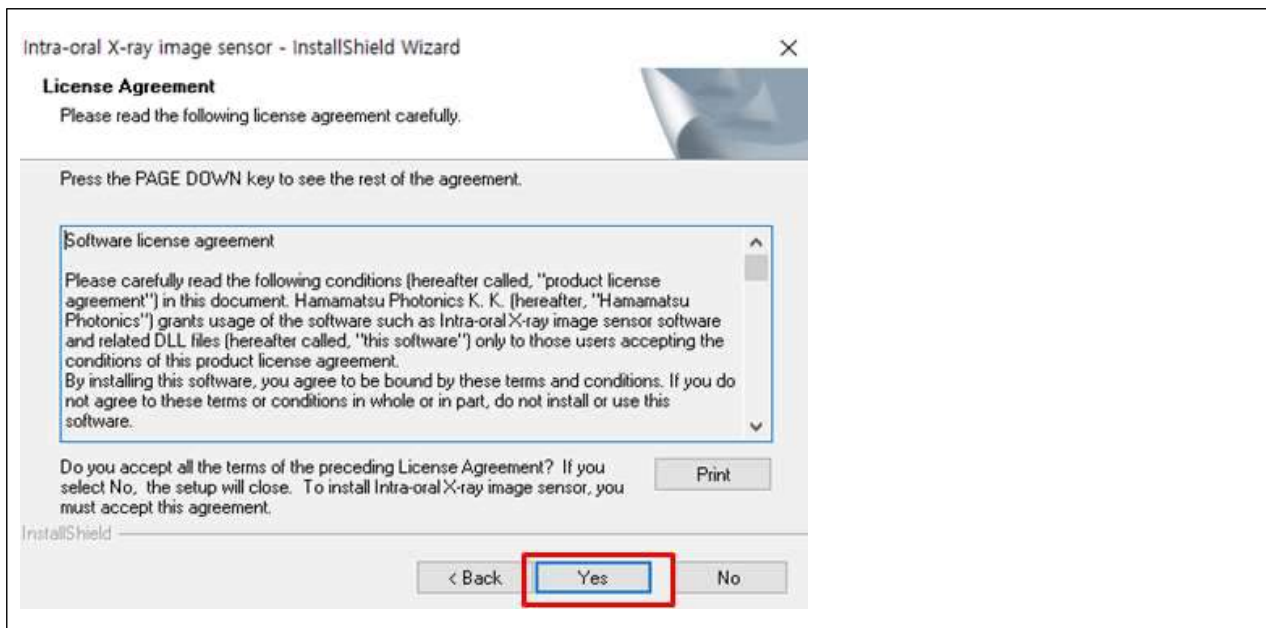 Intra-oral X-ray image sensor - InstallShield Wizard
License Agreement
Please read the following license agreement carefully.
Press the PAGE DOWN key to see the rest of the agreement.
Software license agreement
Please carefully read the following conditions (hereafter called, "product license
agreement") in this document. Hamamatsu Photonics K. K. (hereafter, "Hamamatsu
Photonics") grants usage of the software such as Intra-oral X-ray image sensor software
and related DLL files (hereafter called, "this software") only to those users accepting the
conditions of this product license agreement.
By installing this software, you agree to be bound by these terms and conditions. If you do
not agree to these terms or conditions in whole or in part, do not install or use this
software.
Do you accept all the terms of the preceding License Agreement? If you
select No, the setup will close. To install Intra-oral X-ray image sensor, you
must accept this agreement.
Print
InstallShield
< Back
Yes
No